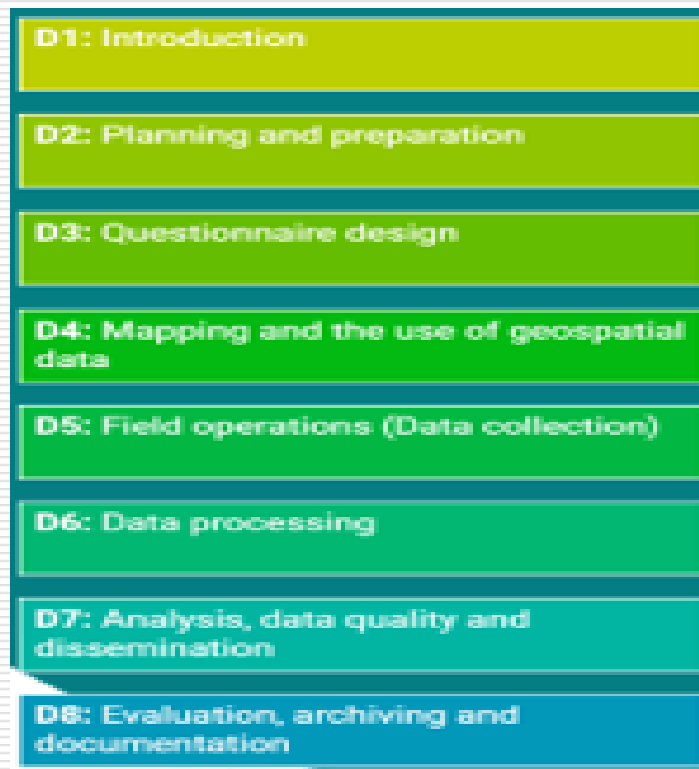 D1: Introduction
D2: Planning and preparation
D3: Questionnaire design
D4: Mapping and the use of geospatial
data
D5: Field operations (Data collection)
D6: Data processing
D7: Analysis, data quality and
dissemination
D8: Evaluation, archiving and
documentation